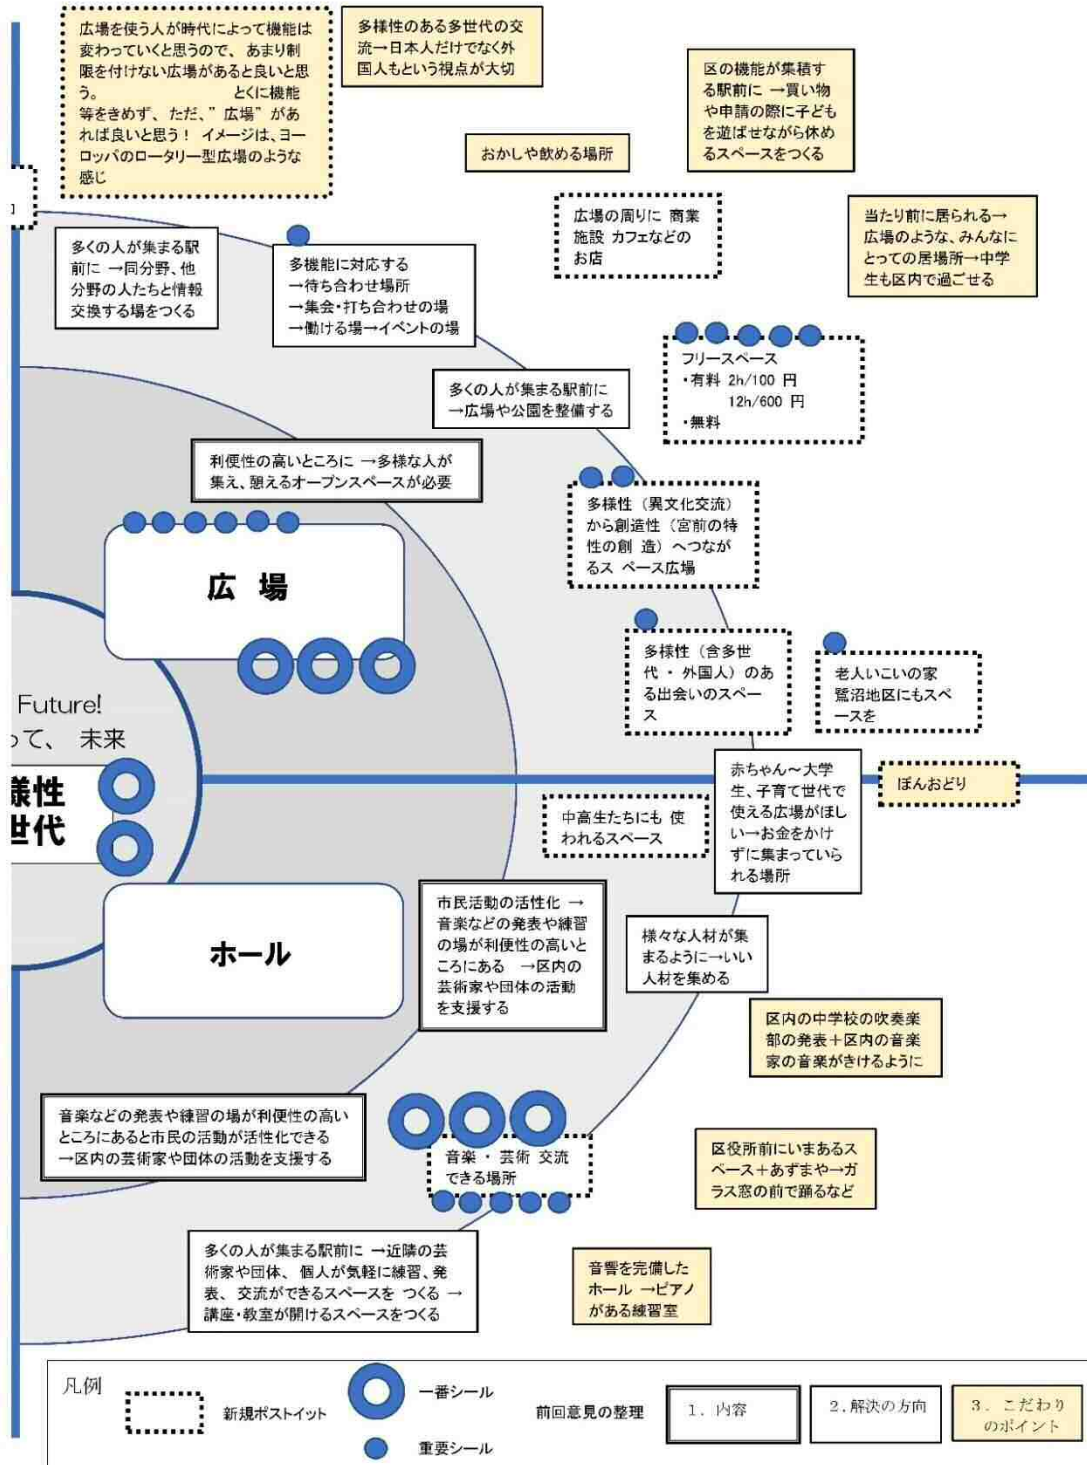 広場を使う人が時代によって機能は
変わっていくと思うので、 あまり制
限を付けない広場があると良いと思
う。 とくに機能
等をきめず、ただ、”広場”があ
れば良いと思う！ イメージは、ヨー
ロッパのロータリー型広場のような
感じ
多様性のある多世代の交
流→日本人だけでなく外
国人もという視点が大切
区の機能が集積す
る駅前に →買い物
や申請の際に子ども
を遊ばせながら休め
るスペースをつくる
おかしや飲める場所
広場の周りに 商業
施設 カフェなどの
お店
当たり前に居られる→
広場のような、みんなに
とっての居場所→中学
生も区内で過ごせる
多くの人が集まる駅
前に →同分野、他
分野の人たちと情報
交換する場をつくる
多機能に対応する
→待ち合わせ場所
→集会・打ち合わせの場
→働ける場→イベントの場
フリースペース
・有料 2h/100 円
12h/600 円
・無料
多くの人が集まる駅前に
→広場や公園を整備する
利便性の高いところに →多様な人が
集え、憩えるオープンスペースが必要
多様性（異文化交流）
から創造性（宮前の特
性の創 造）へつなが
るス ペース広場
広 場
多様性（含多世
代 ・ 外国人）のあ
る出会いのスペー
ス
老人いこいの家
鷺沼地区にもスペ
ースを
Future!
って、 未来
様性
世代
赤ちゃん～大学
生、子育て世代で
使える広場がほし
い→お金をかけ
ずに集まっていら
れる場所
ぼんおどり
中高生たちにも 使
われるスペース
市民活動の活性化 →
音楽などの発表や練習
の場が利便性の高いと
ころにある →区内の
芸術家や団体の活動
を支援する
ホール
様々な人材が集
まるように→いい
人材を集める
区内の中学校の吹奏楽
部の発表＋区内の音楽
家の音楽がきけるように
音楽などの発表や練習の場が利便性の高い
ところにあると市民の活動が活性化できる
→区内の芸術家や団体の活動を支援する
音楽 ・ 芸術 交流
できる場所
区役所前にいまあるス
ペース＋あずまや→ガ
ラス窓の前で踊るなど
多くの人が集まる駅前に →近隣の芸
術家や団体、 個人が気軽に練習、発
表、 交流ができるスペースを つくる →
講座・教室が開けるスペースをつくる
音響を完備した
ホール →ピアノ
がある練習室
凡例
新規ポストイット
一番シール
重要シール
前回意見の整理
1．内容
2.解決の方向
3．こだわり
のポイント